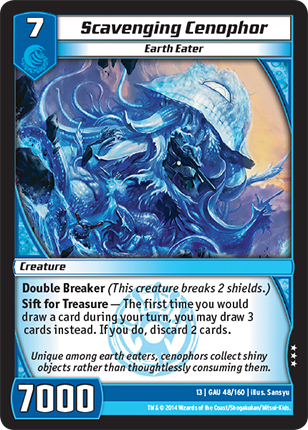 7
Scavenging Cenophor
Earth Eater
Creature
Double Breaker (This creature breaks 2 shields.)
Sift for Treasure — The first time you would
draw a card during your turn, you may draw 3
cards instead. If you do, discard 2 cards.
Unique among earth eaters, cenophors collect shiny
objects rather than thoughtlessly consuming them.
7000
13 | GAU 48/160 | illus. Sansyu
TM & © 2014 Wizards of the Coast/Shogakukan/Mitsui-Kids.